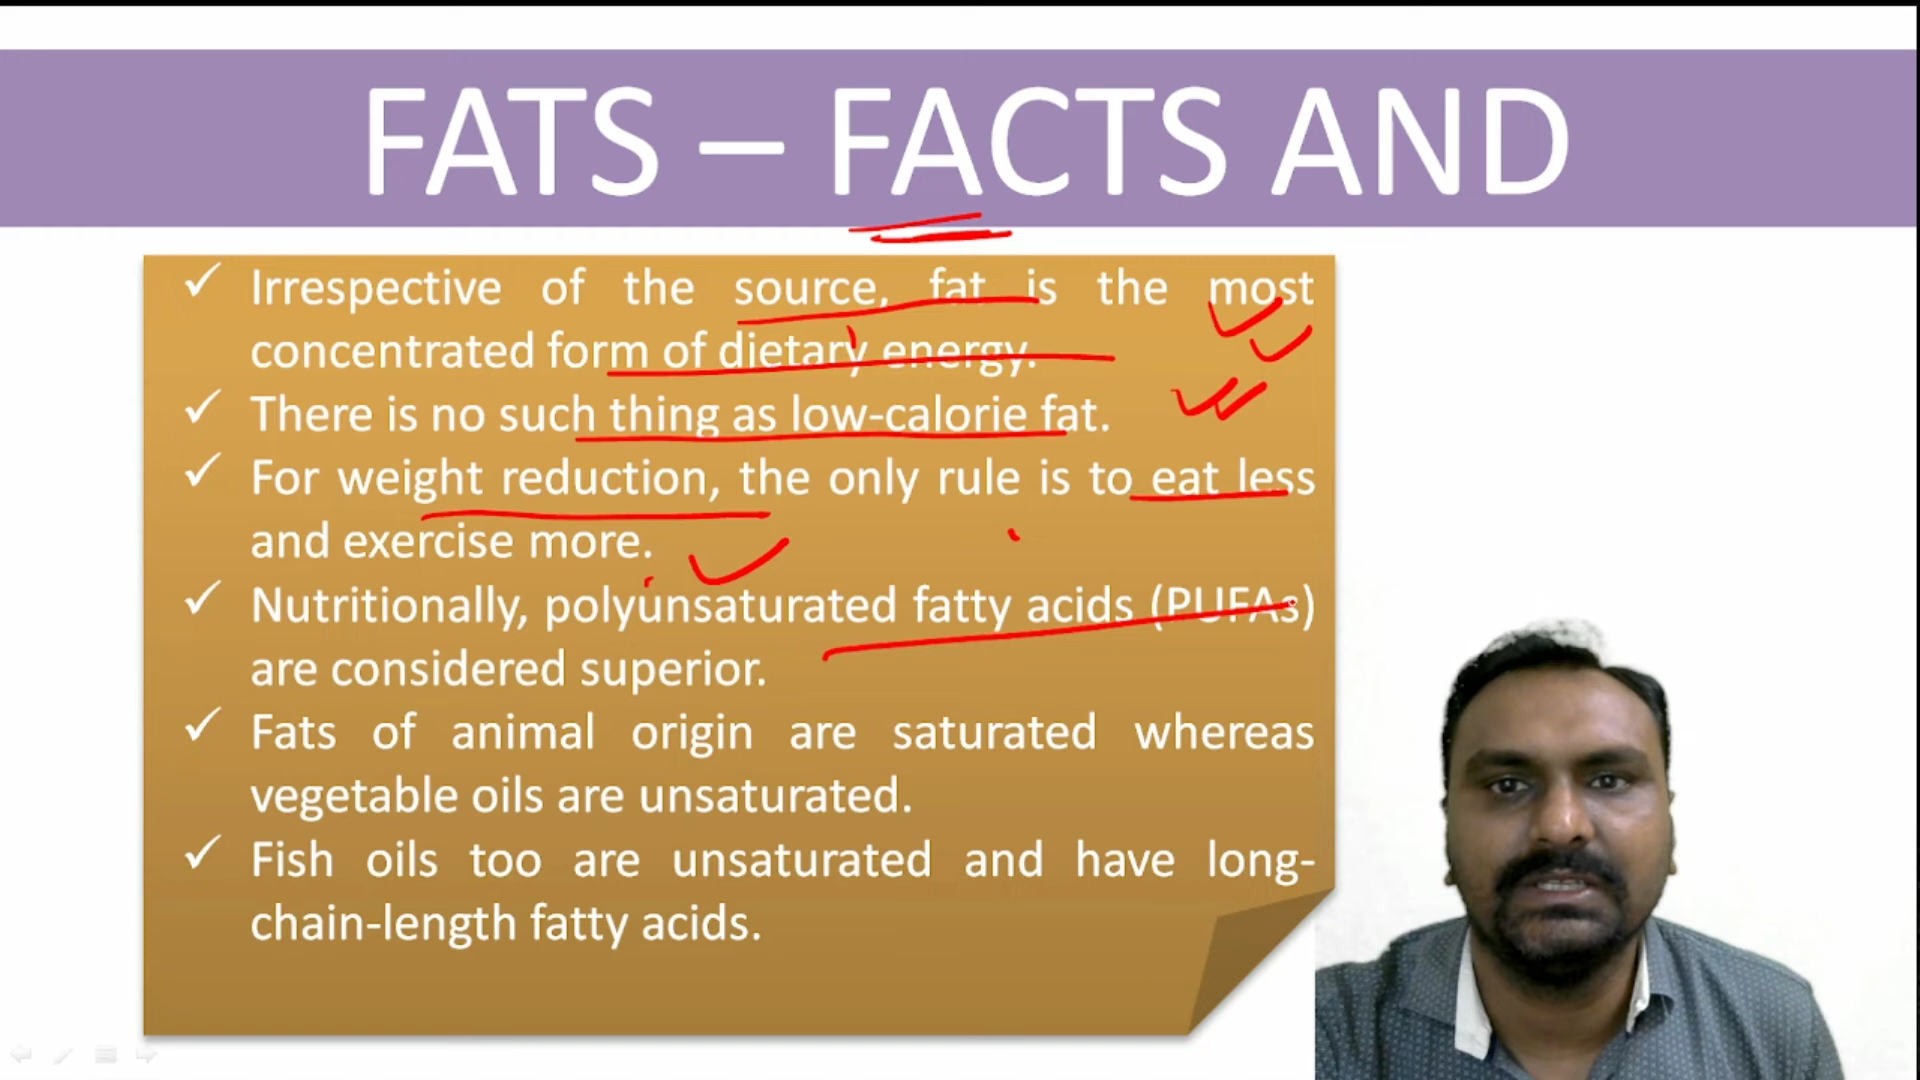 FATS – FACTS AND
Irrespective of the source, fat is the most
concentrated form of dietary energy.
There is no such thing as low-calorie fat.
For weight reduction, the only rule is to eat less
and exercise more.
Nutritionally, polyunsaturated fatty acids (PUFAs)
are considered superior.
Fats of animal origin are saturated whereas
vegetable oils are unsaturated.
Fish oils too are unsaturated and have long-
chain-length fatty acids.